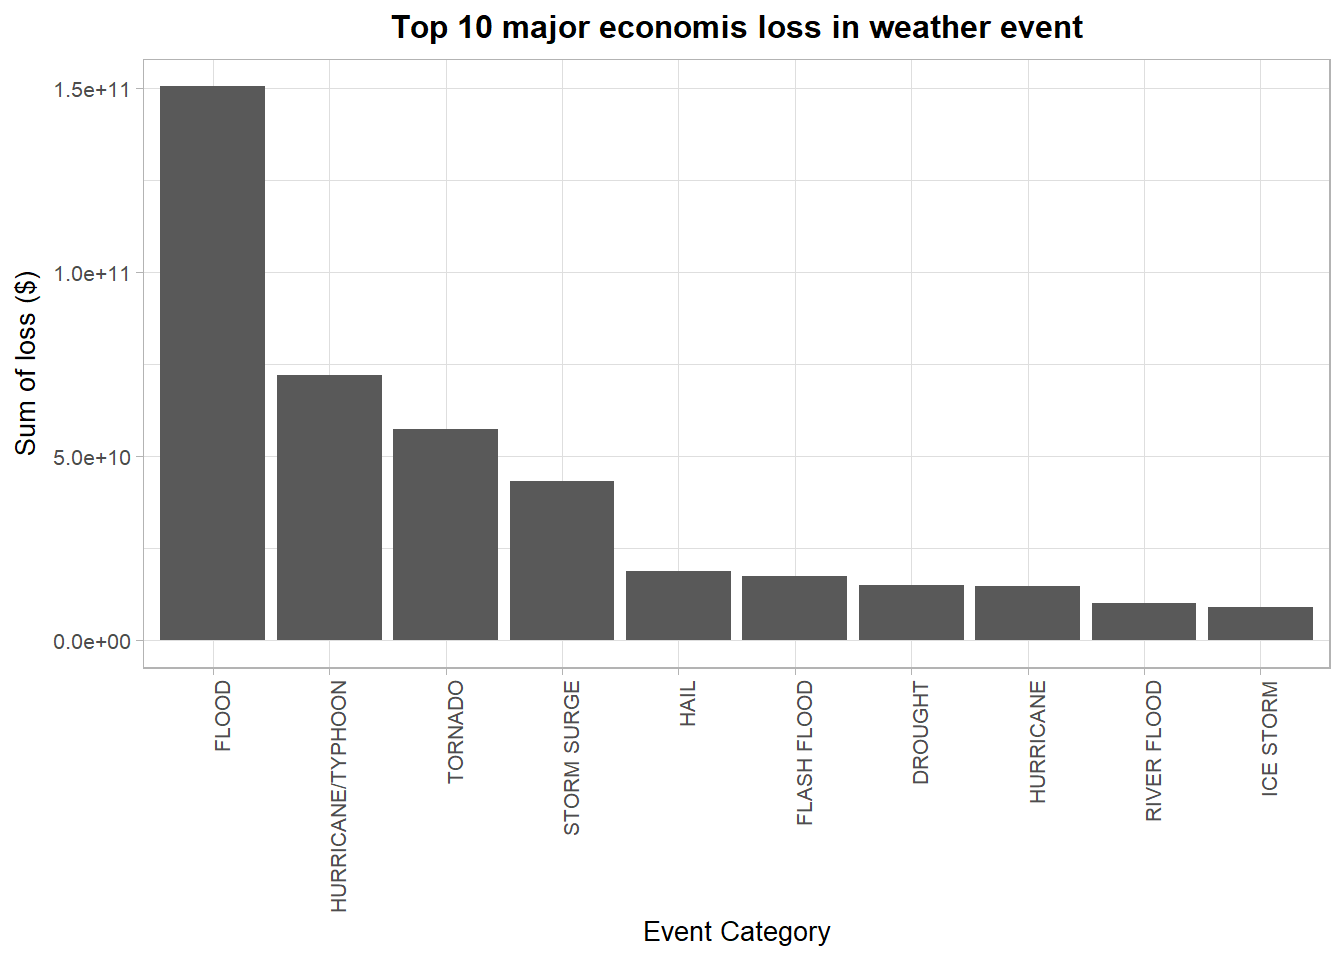 Top 10 major economis loss in weather event
Sum of loss ($)
1.5e+11
1.0e+11
5.0e+10
0.0e+00
FLOOD
HURRICANE/TYPHOON
TORNADO
STORM SURGE
HAIL
FLASH FLOOD
DROUGHT
HURRICANE
RIVER FLOOD
ICE STORM
Event Category